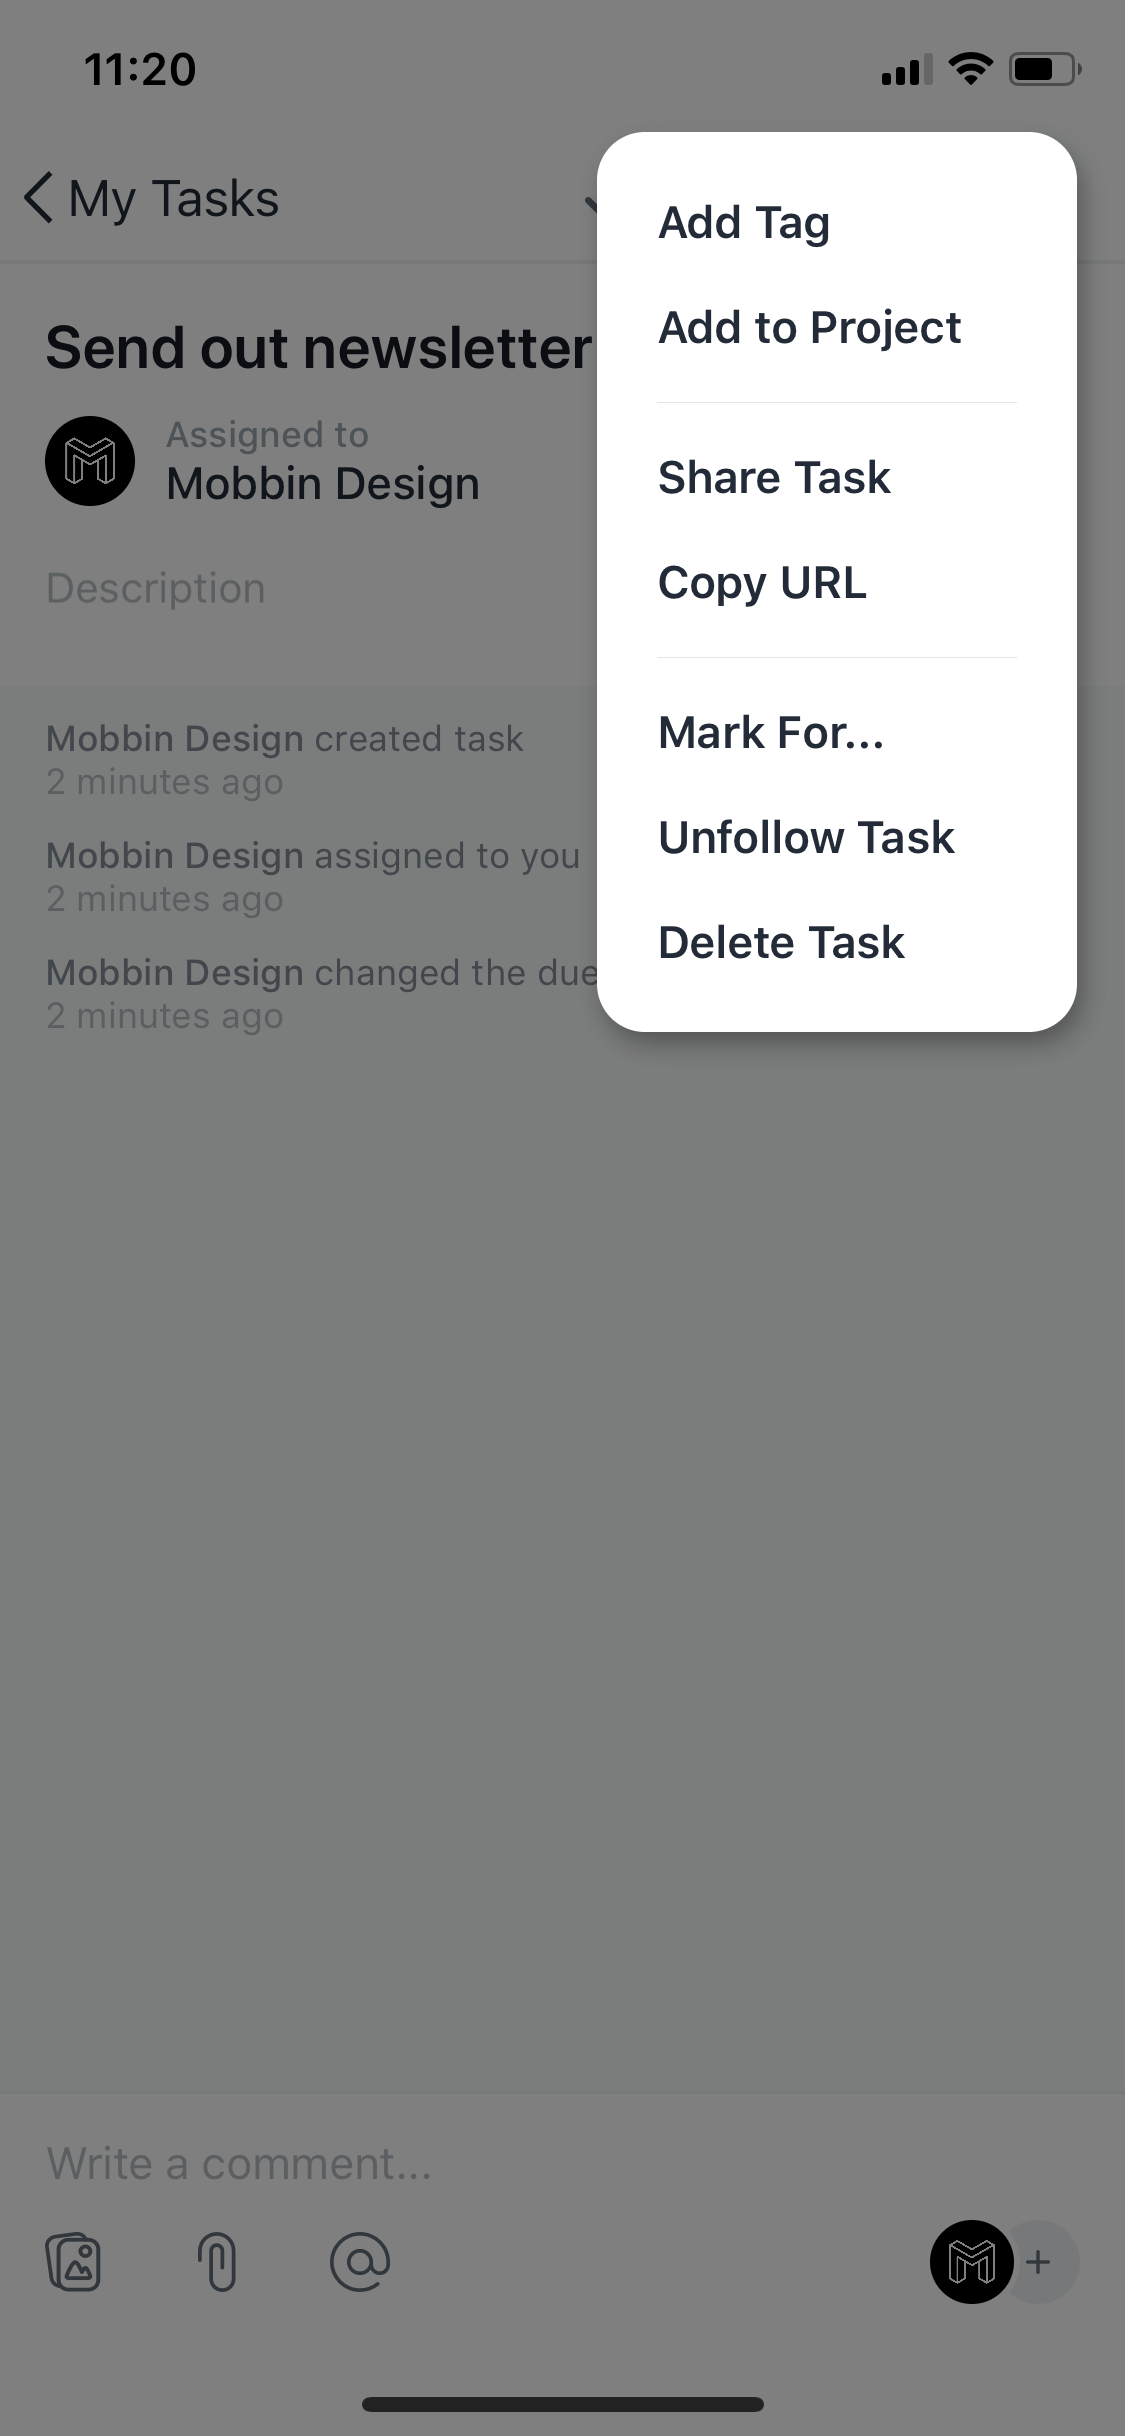 11:20
My Tasks
Send out newsletter
Assigned to
Mobbin Design
Description
Mobbin Design created task
2 minutes ago
Mobbin Design assigned to you
2 minutes ago
Mobbin Design changed the due
2 minutes ago
Add Tag
Add to Project
Share Task
Copy URL
Mark For...
Unfollow Task
Delete Task
Write a comment...